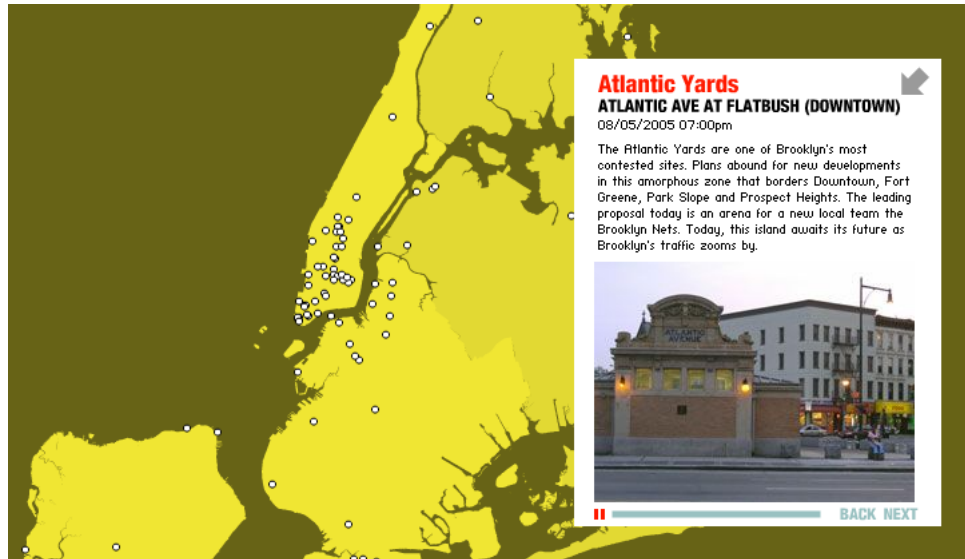 Atlantic Yards
ATLANTIC AVE AT FLATBUSH (DOWNTOWN)
08/05/2005 07:00pm
The Atlantic Yards are one of Brooklyn's most
contested sites. Plans abound for new developments
in this amorphous zone that borders Downtown, Fort
Greene, Park Slope and Prospect Heights. The leading
proposal today is an arena for a new local team the
Brooklyn Nets. Today, this island awaits its future as
Brooklyn's traffic zooms by.
ATLANTIC
AVENUE
BACK NEXT